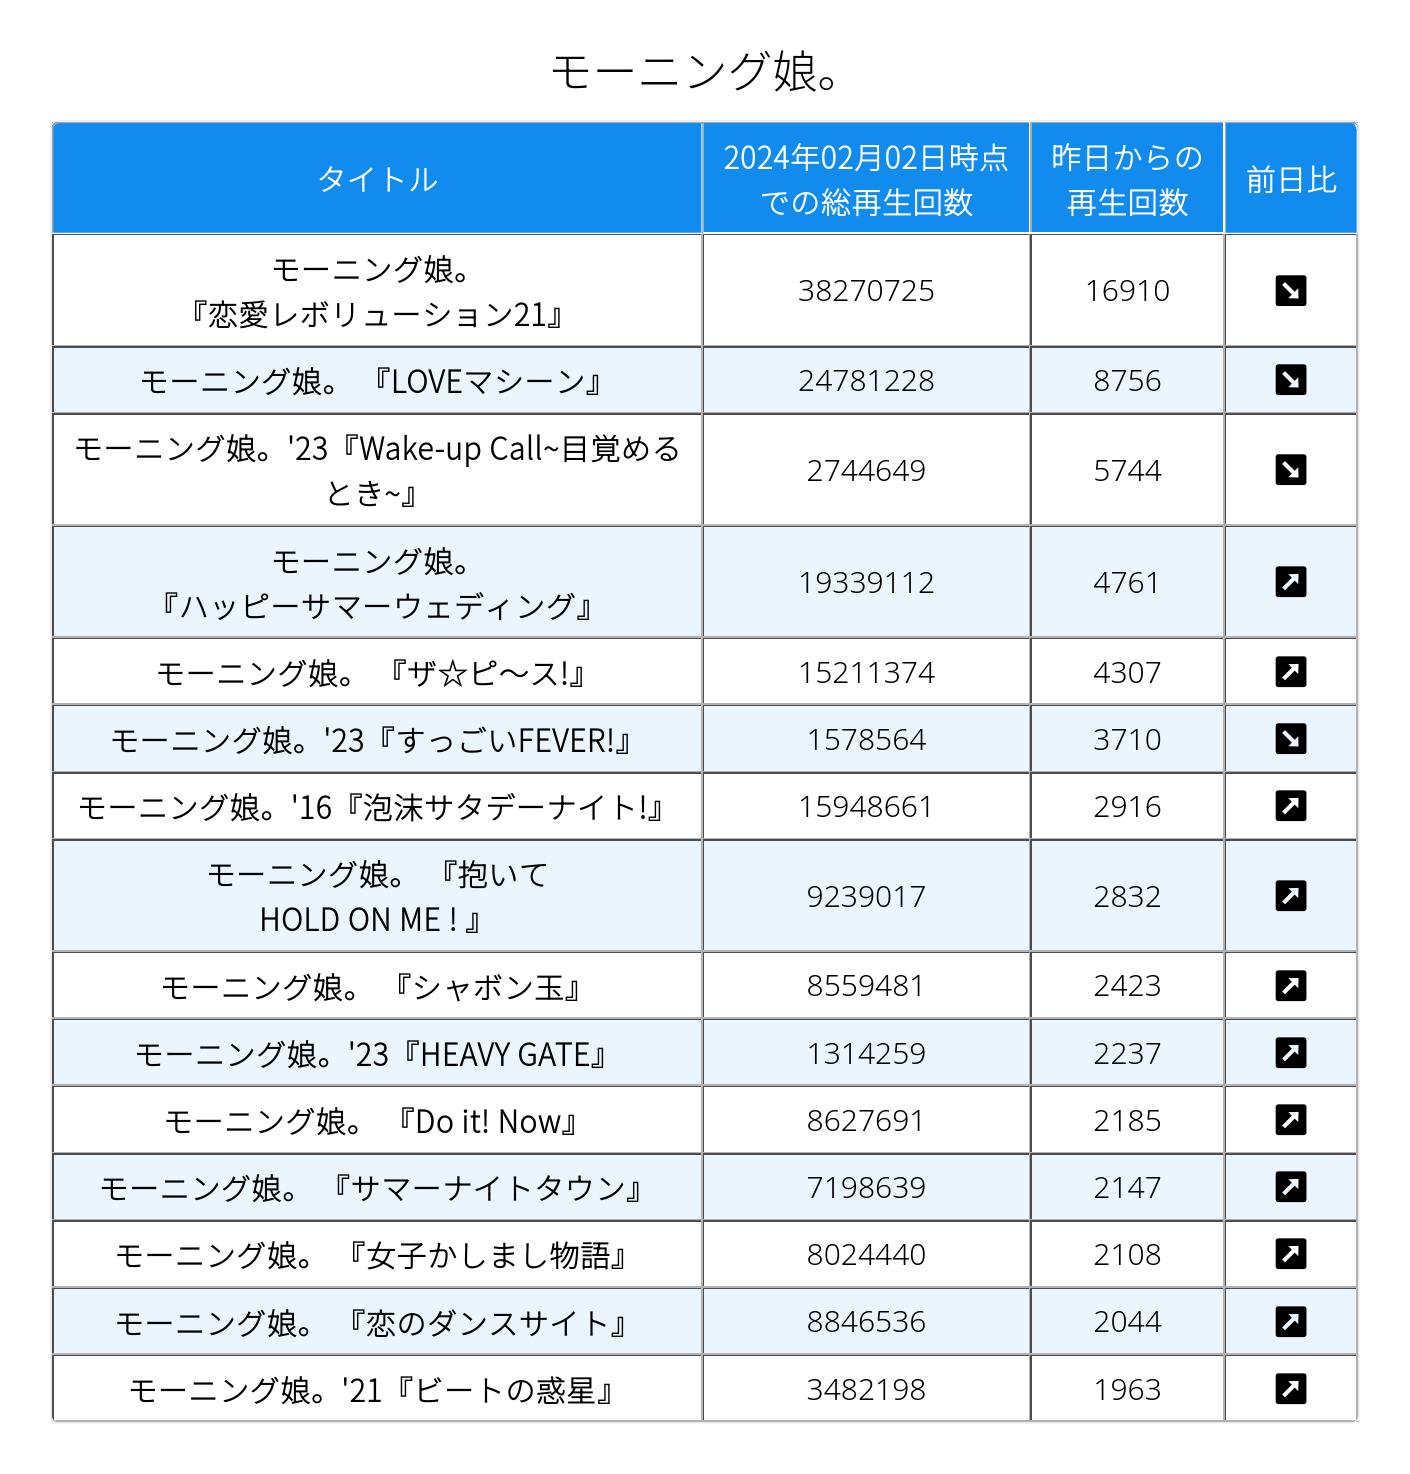 モーニング娘。
タイトル
2024年02月02日時点
での総再生回数
昨日からの
再生回数
前日比
モーニング娘。
『恋愛レボリューション21』
38270725
16910
モーニング娘。 『LOVEマシーン』
24781228
8756
モーニング娘。'23『Wake-up Call~目覚める
とき~』
2744649
5744
モーニング娘。
『ハッピーサマーウェディング』
19339112
4761
モーニング娘。 『ザ☆ピ〜ス!』
15211374
4307
モーニング娘。'23『すっごいFEVER!』
1578564
3710
モーニング娘。'16『泡沫サタデーナイト!』
15948661
2916
モーニング娘。 『抱いて
HOLD ON ME ! 』
9239017
2832
モーニング娘。 『シャボン玉』
8559481
2423
モーニング娘。'23『HEAVY GATE』
1314259
2237
モーニング娘。 『Do it! Now』
8627691
2185
モーニング娘。 『サマーナイトタウン』
7198639
2147
モーニング娘。 『女子かしまし物語』
8024440
2108
モーニング娘。 『恋のダンスサイト』
8846536
2044
モーニング娘。'21『ビートの惑星』
3482198
1963